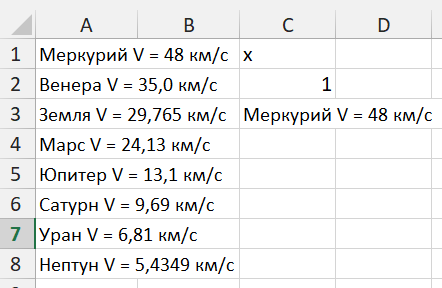 A B C D
1 Меркурий V = 48 км/с x
2 Венера V = 35,0 км/с 1
3 Земля V = 29,765 км/с Меркурий V = 48 км/с
4 Марс V = 24,13 км/с
5 Юпитер V = 13,1 км/с
6 Сатурн V = 9,69 км/с
7 Уран V = 6,81 км/с
8 Нептун V = 5,4349 км/с